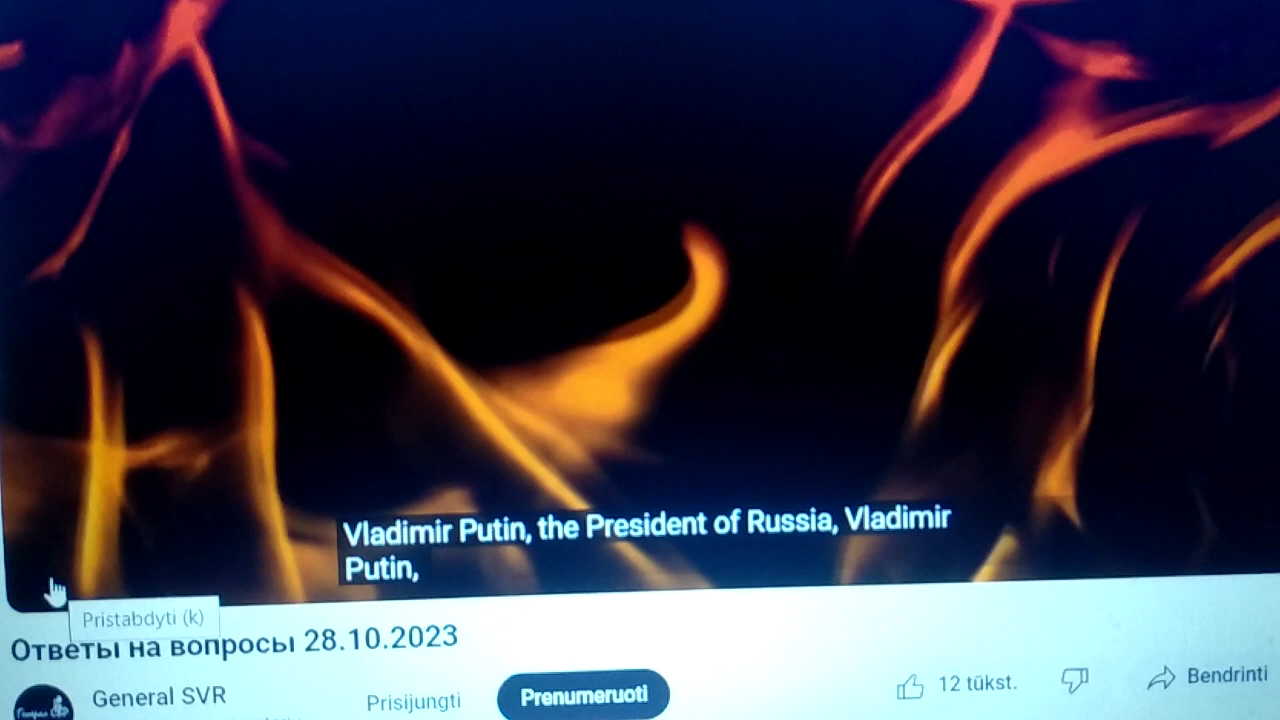 Vladimir Putin, the President of Russia, Vladimir
Putin,
Pristabdyti (k)
Ответы на вопросы 28.10.2023
General SVR
Prisijungti
Prenumeruoti
12 tūkst.
Bendrinti